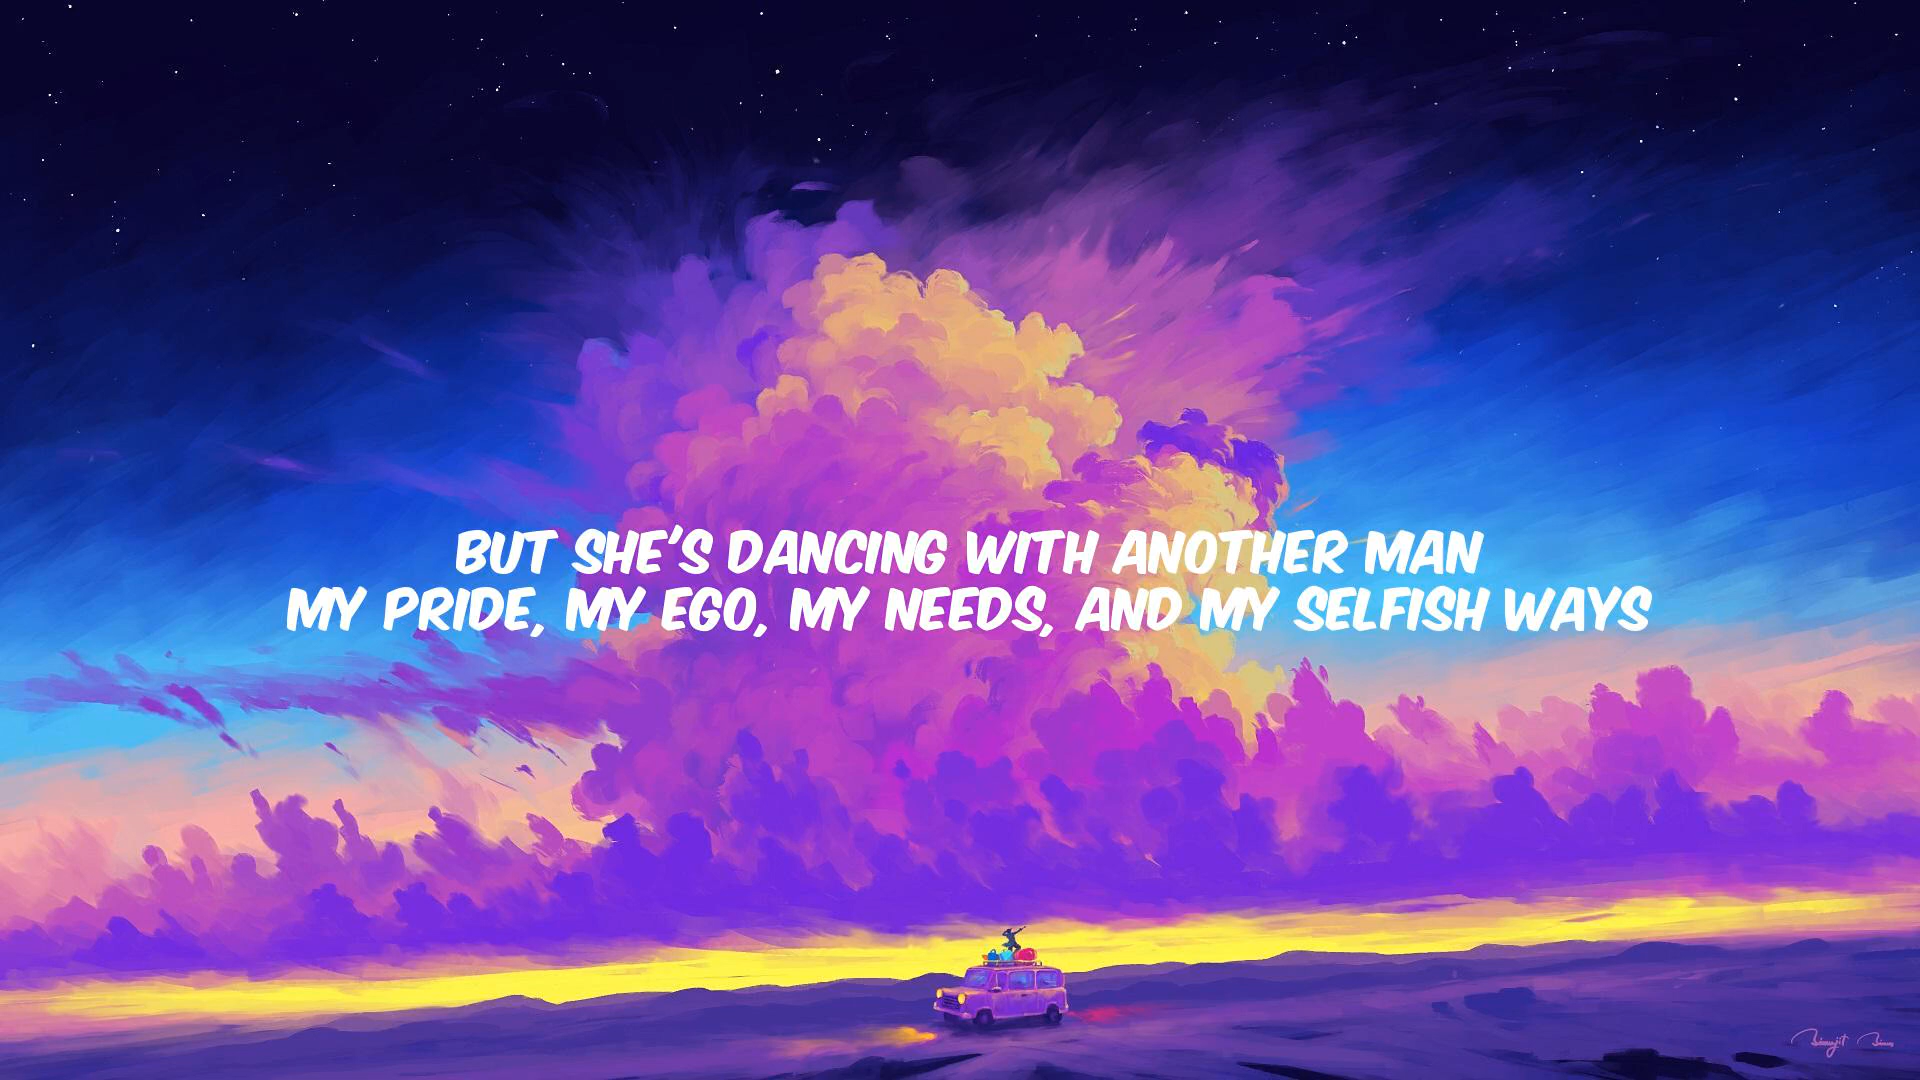 BUT SHE'S DANCING WITH ANOTHER MAN
MY PRIDE, MY EGO, MY NEEDS, AND MY SELFISH WAYS